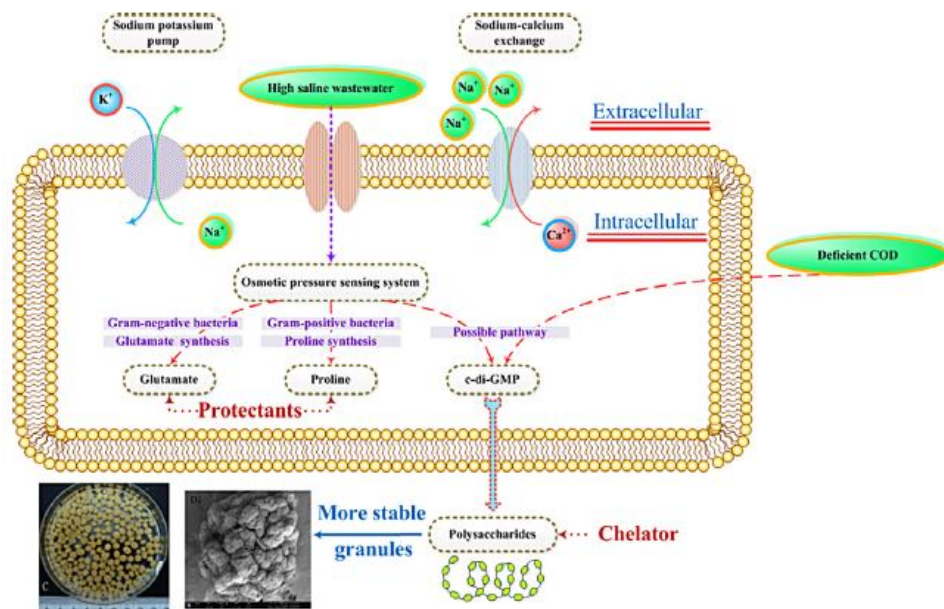 Sodium potassium
pump
Sodium-calcium
exchange
K⁺
High saline wastewater
Na⁺
Na⁺
Na⁺
Extracellular
Na⁺
Ca²⁺
Intracellular
Deficient COD
Osmotic pressure sensing system
Gram-negative bacteria
Glutamate synthesis
Gram-positive bacteria
Proline synthesis
Possible pathway
Glutamate
Proline
c-di-GMP
Protectants
More stable
granules
Polysaccharides
Chelator
C